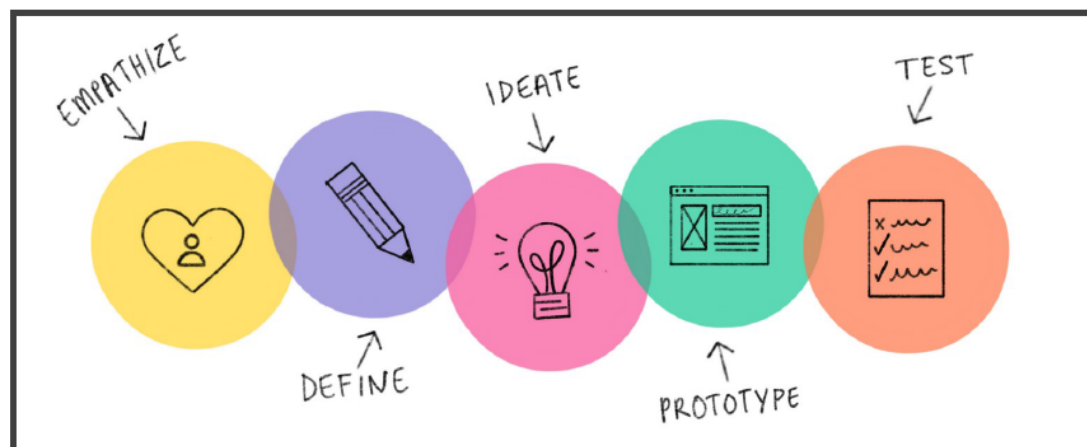 EMPATHIZE
DEFINE
IDEATE
PROTOTYPE
TEST